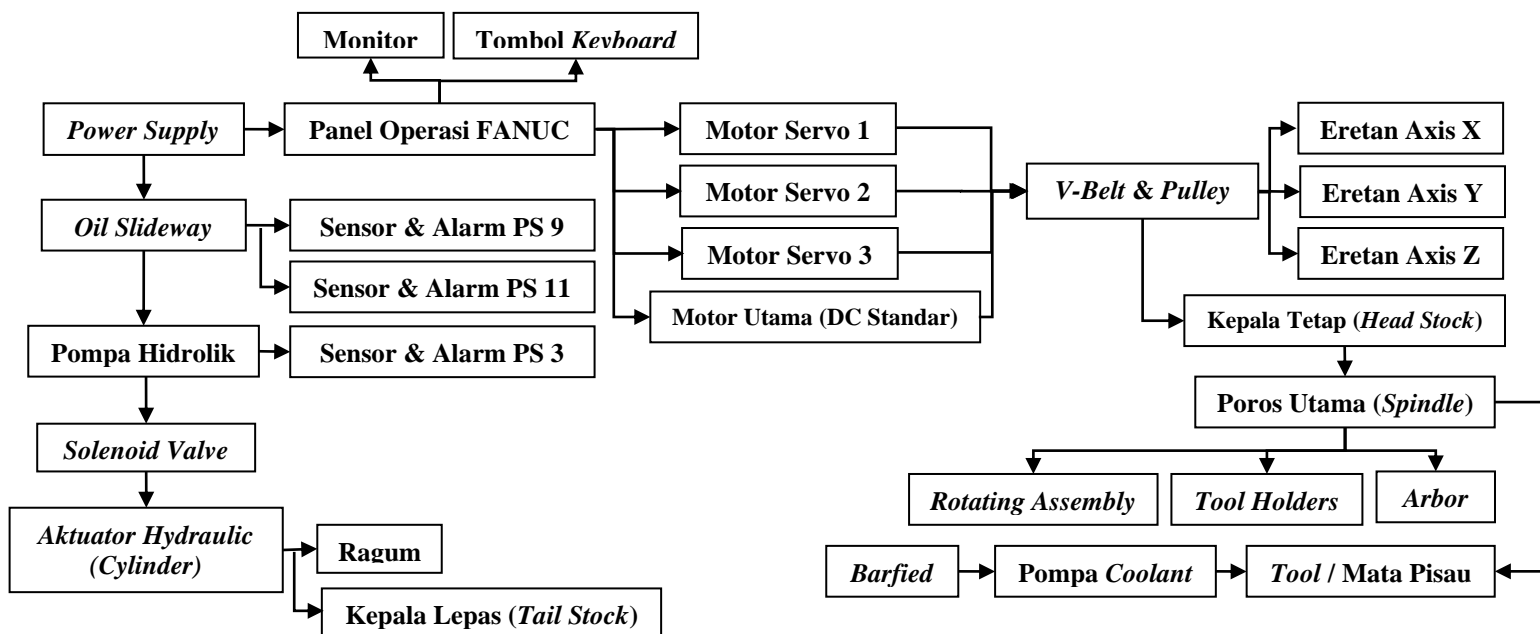 Monitor
Tombol Keyboard
Power Supply
Panel Operasi FANUC
Motor Servo 1
Eretan Axis X
Motor Servo 2
V-Belt & Pulley
Eretan Axis Y
Oil Slideway
Sensor & Alarm PS 9
Motor Servo 3
Eretan Axis Z
Sensor & Alarm PS 11
Motor Utama (DC Standar)
Kepala Tetap (Head Stock)
Pompa Hidrolik
Sensor & Alarm PS 3
Poros Utama (Spindle)
Solenoid Valve
Rotating Assembly
Tool Holders
Arbor
Aktuator Hydraulic
(Cylinder)
Ragum
Barfied
Pompa Coolant
Tool / Mata Pisau
Kepala Lepas (Tail Stock)